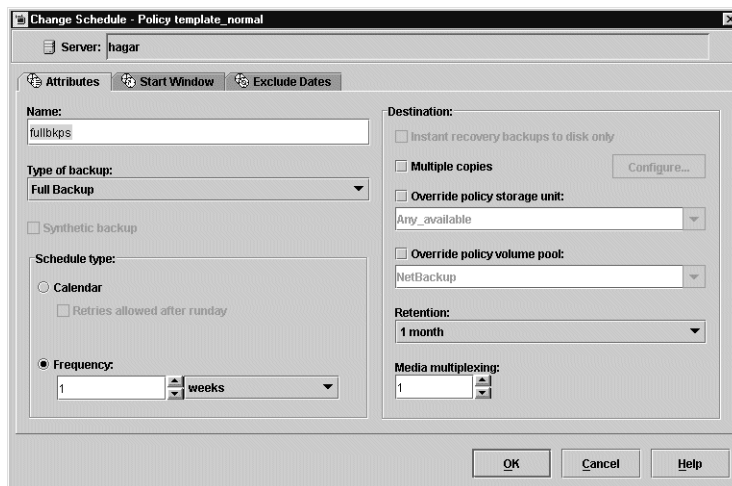 Change Schedule - Policy template_normal
Server: hagar
Attributes
Start Window
Exclude Dates
Name:
fullbkps
Type of backup:
Full Backup
Synthetic backup
Schedule type:
Calendar
Retries allowed after runday
Frequency:
1
weeks
Destination:
Instant recovery backups to disk only
Multiple copies
Configure...
Override policy storage unit:
Any_available
Override policy volume pool:
NetBackup
Retention:
1 month
Media multiplexing:
1
OK
Cancel
Help